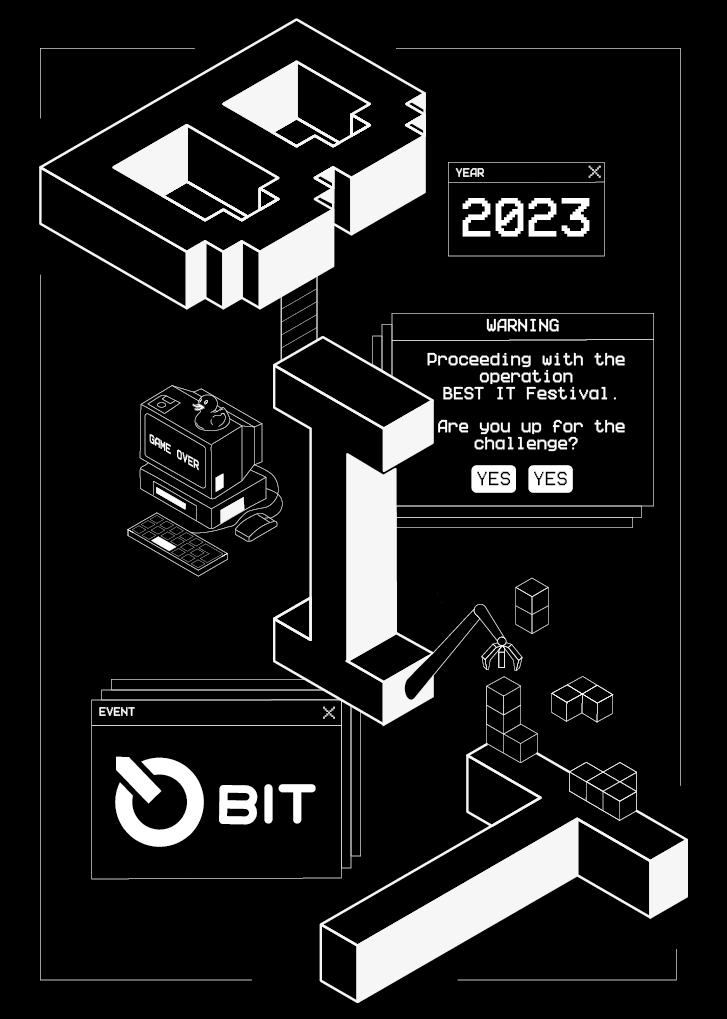 B
YEAR
2023
WARNING
Proceeding with the
operation
BEST IT Festival.
Are you up for the
challenge?
YES YES
GAME OVER
I
EVENT
BIT
T